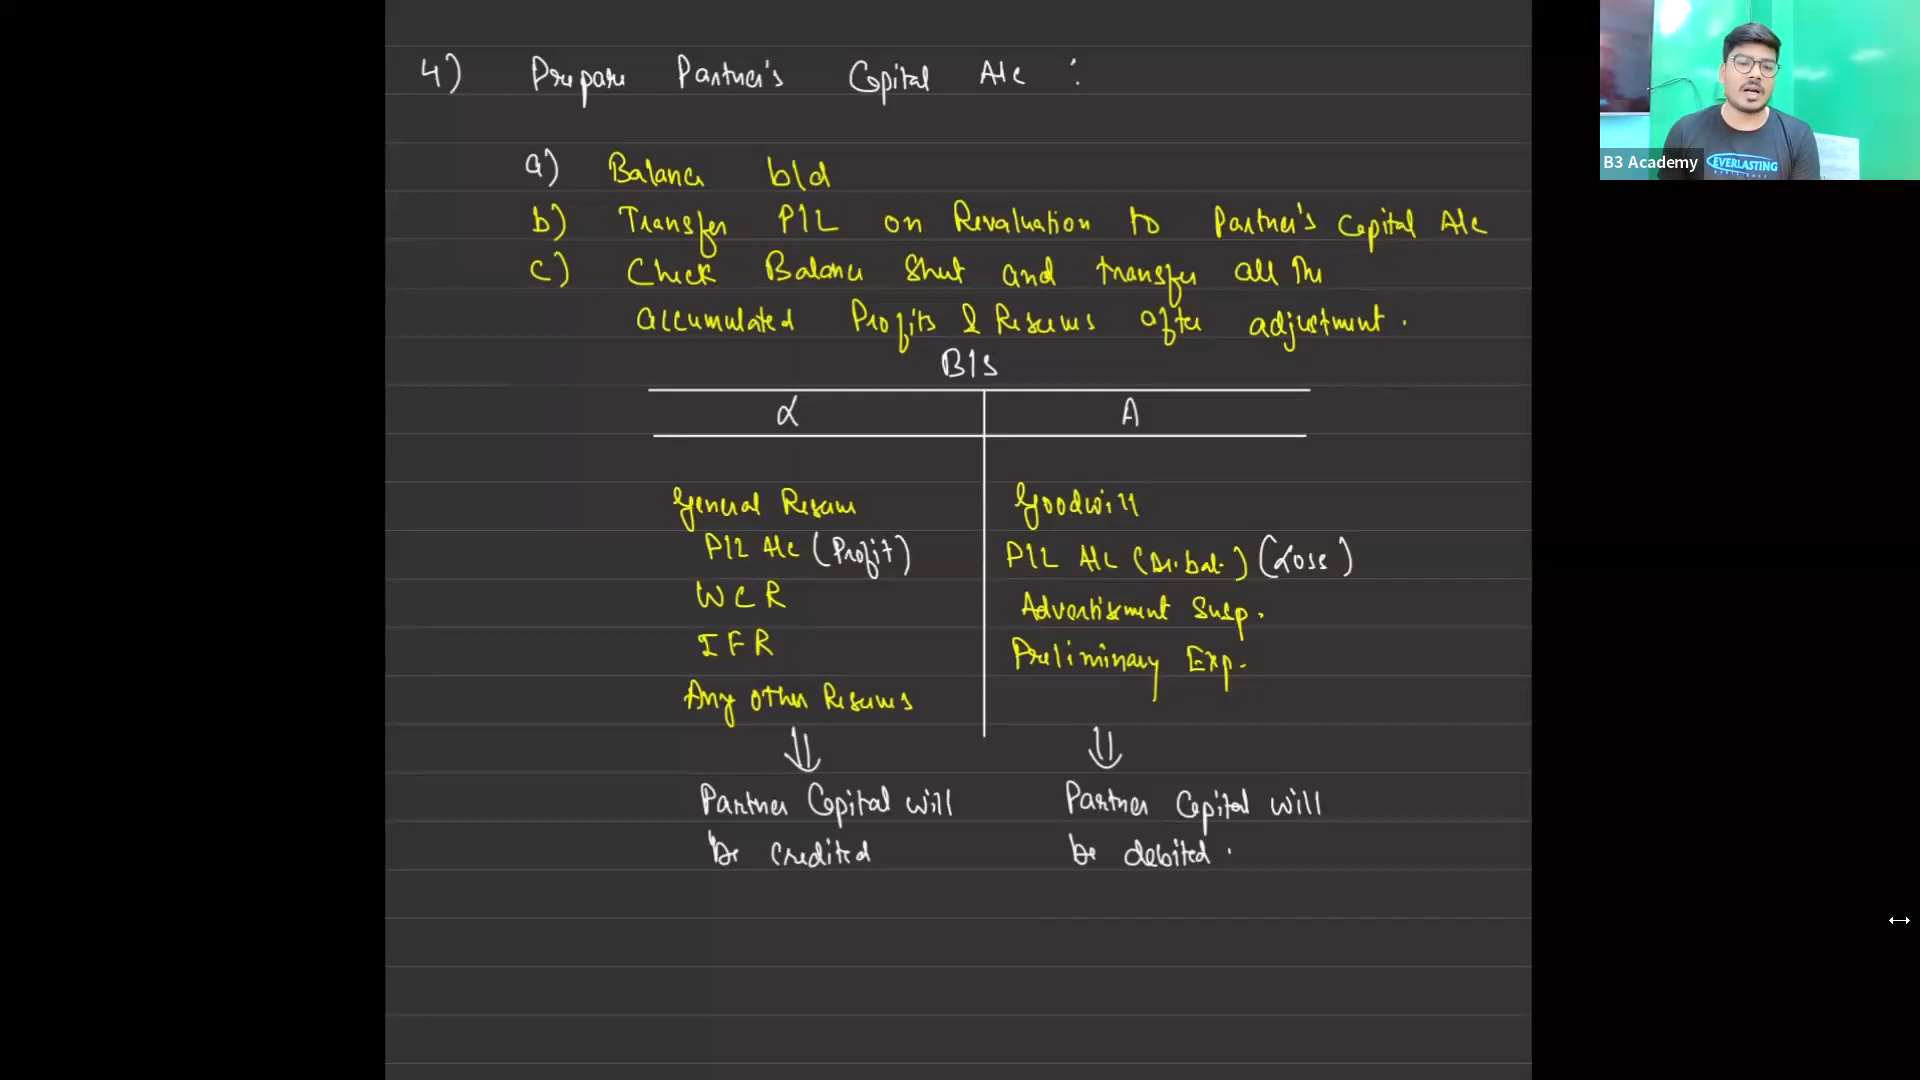 4) Prepare Partner's Capital A/c :
a) Balance b/d
b) Transfer P/L on Revaluation to Partner's Capital A/c
c) Check Balance Sheet and transfer all the
accumulated Profits & Reserves after adjustment.
B/S
L A
General Reserve Goodwill
P/L A/c (Profit) P/L A/c (Dr. bal.) (Loss)
WCR Advertisment Susp.
IFR Preliminary Exp.
Any other Reserves
⇓ ⇓
Partner Capital will Partner Capital will
be credited be debited.
B3 Academy
EVERLASTING